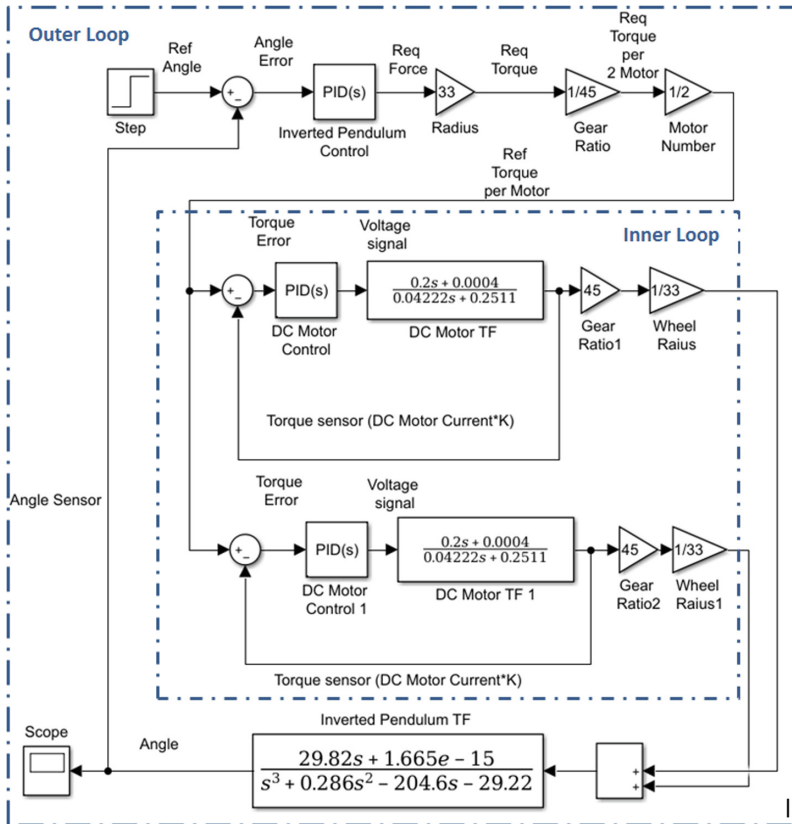 Outer Loop
Ref
Angle
Angle
Error
Req
Force
Req
Torque
Req
Torque
per
2 Motor
+
−
PID(s)
33
1/45
1/2
Step
Inverted Pendulum
Control
Radius
Gear
Ratio
Motor
Number
Ref
Torque
per Motor
Inner Loop
Torque
Error
Voltage
signal
+
−
PID(s)
0.2s + 0.0004
0.04222s + 0.2511
45
1/33
DC Motor
Control
DC Motor TF
Gear
Ratio1
Wheel
Raius
Torque sensor (DC Motor Current*K)
Angle Sensor
Torque
Error
Voltage
signal
+
−
PID(s)
0.2s + 0.0004
0.04222s + 0.2511
45
1/33
DC Motor
Control 1
DC Motor TF 1
Gear
Ratio2
Wheel
Raius1
Torque sensor (DC Motor Current*K)
Scope
Angle
Inverted Pendulum TF
29.82s + 1.665e − 15
s³ + 0.286s² − 204.6s − 29.22
+
+